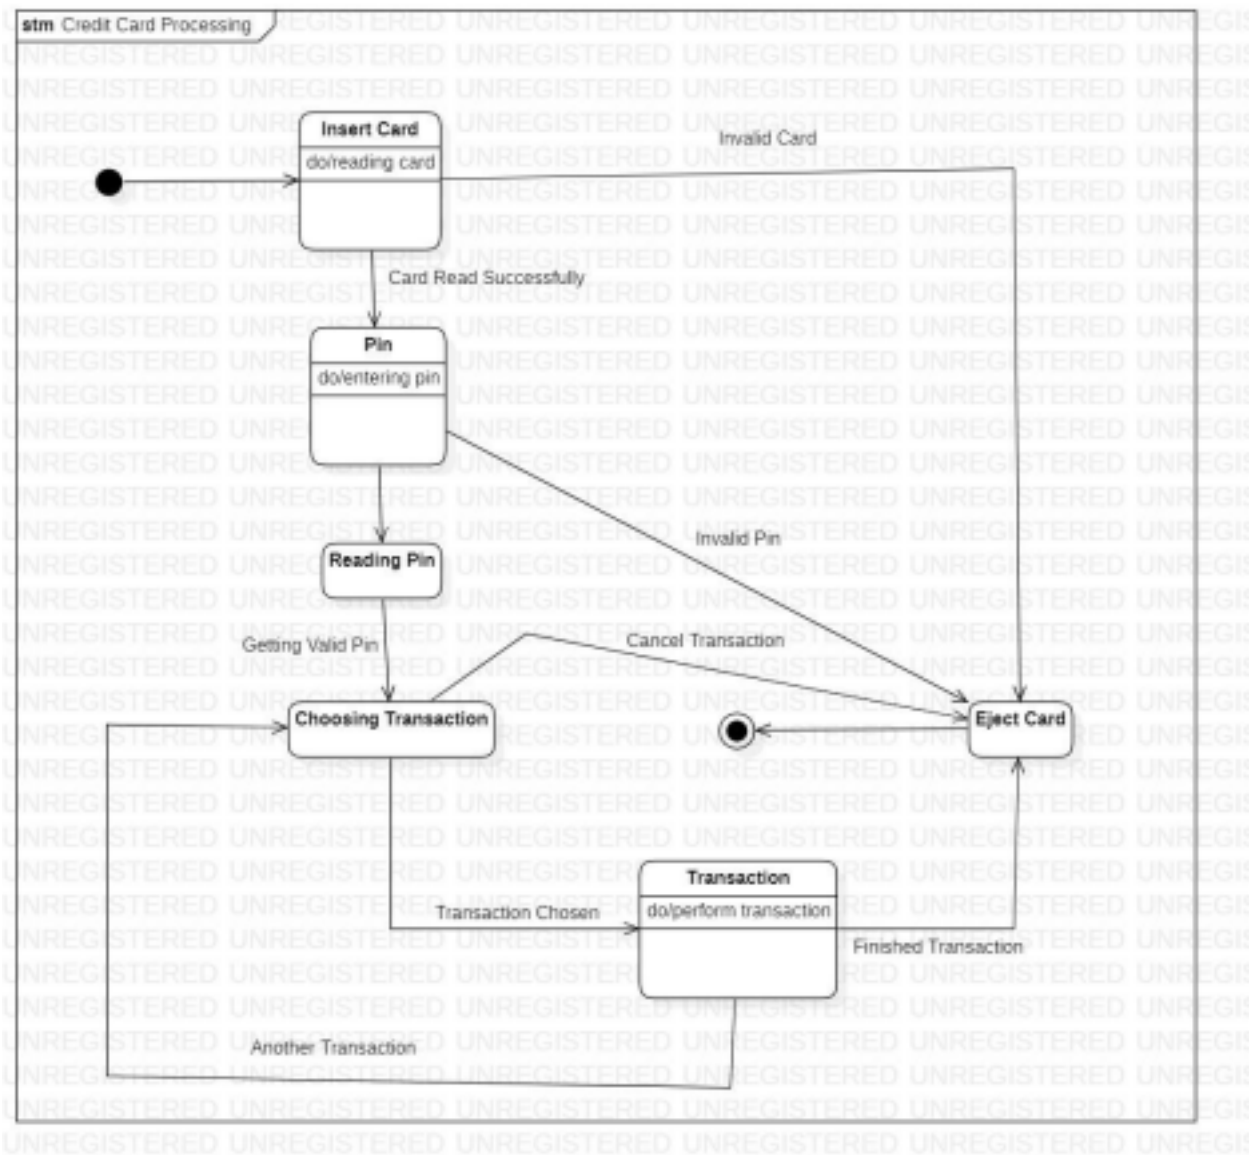 stm Credit Card Processing
Insert Card
do/reading card
Invalid Card
Card Read Successfully
Pin
do/entering pin
Invalid Pin
Reading Pin
Getting Valid Pin
Cancel Transaction
Choosing Transaction
Eject Card
Transaction
do/perform transaction
Transaction Chosen
Finished Transaction
Another Transaction
UNREGISTERED